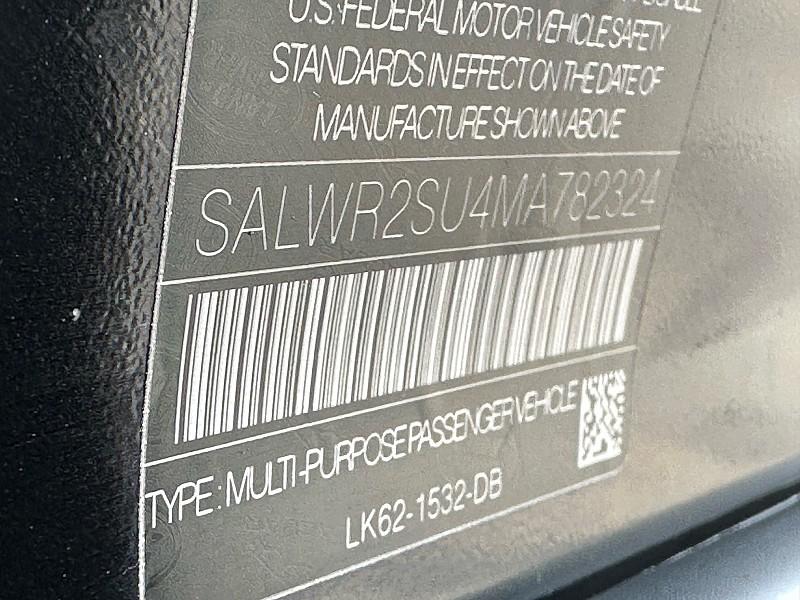 U.S. FEDERAL MOTOR VEHICLE SAFETY
STANDARDS IN EFFECT ON THE DATE OF
MANUFACTURE SHOWN ABOVE
SALWR2SU4MA782324
TYPE : MULTI-PURPOSE PASSENGER VEHICLE
LK62-1532-DB